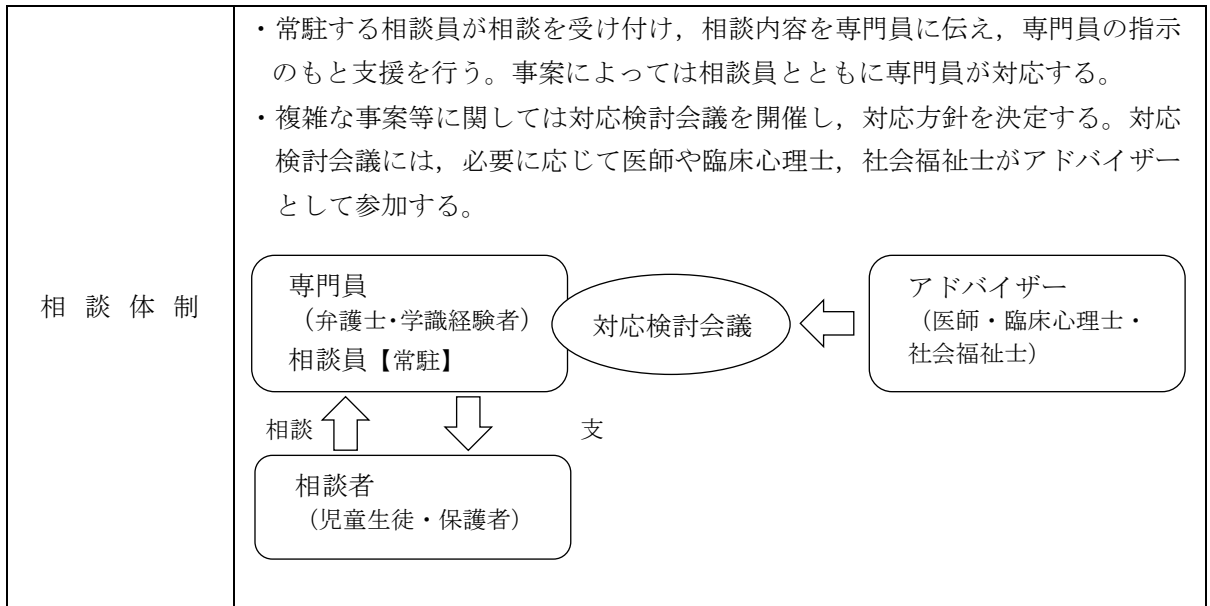 相談体制
・常駐する相談員が相談を受け付け，相談内容を専門員に伝え，専門員の指示
のもと支援を行う。事案によっては相談員とともに専門員が対応する。
・複雑な事案等に関しては対応検討会議を開催し，対応方針を決定する。対応
検討会議には，必要に応じて医師や臨床心理士，社会福祉士がアドバイザー
として参加する。
専門員
（弁護士・学識経験者）
相談員【常駐】
対応検討会議
アドバイザー
（医師・臨床心理士・
社会福祉士）
相談
支
相談者
（児童生徒・保護者）